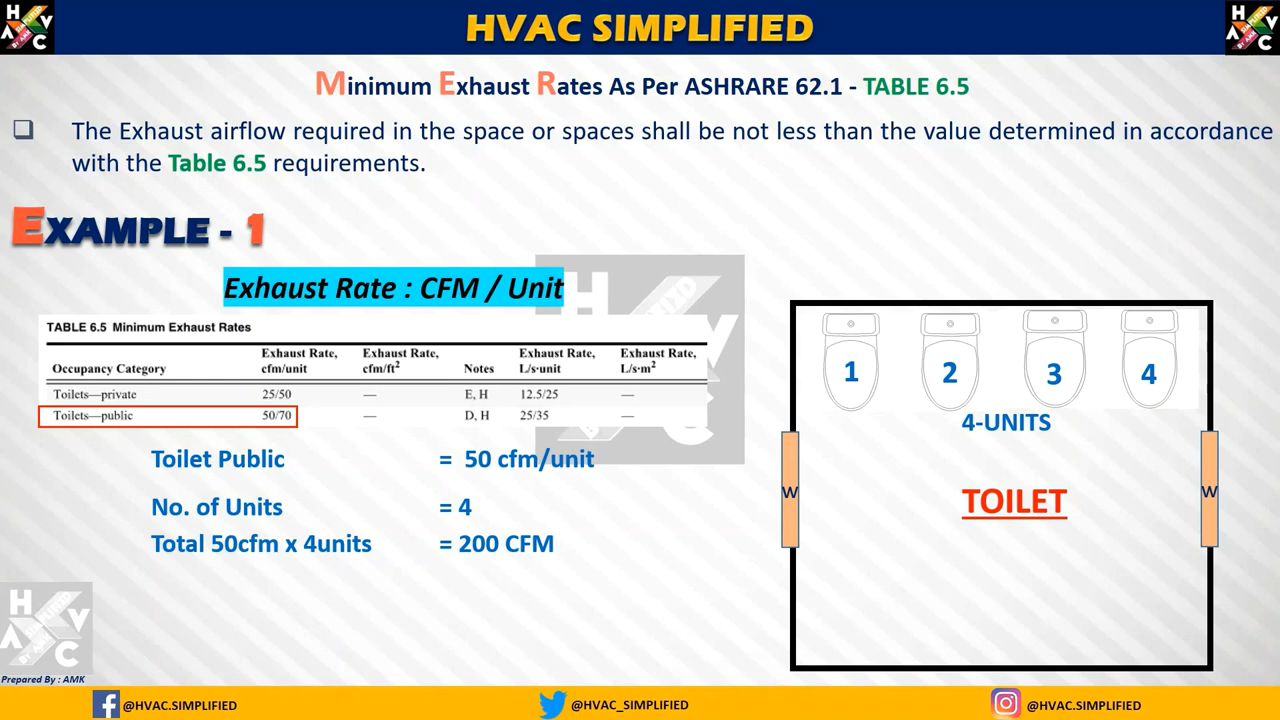 HVAC SIMPLIFIED
Minimum Exhaust Rates As Per ASHRARE 62.1 - TABLE 6.5
The Exhaust airflow required in the space or spaces shall be not less than the value determined in accordance
with the Table 6.5 requirements.
EXAMPLE - 1
Exhaust Rate : CFM / Unit
TABLE 6.5 Minimum Exhaust Rates
Occupancy Category Exhaust Rate, cfm/unit Exhaust Rate, cfm/ft² Notes Exhaust Rate, L/s·unit Exhaust Rate, L/s·m²
Toilets—private 25/50 — E, H 12.5/25 —
Toilets—public 50/70 — D, H 25/35 —
Toilet Public = 50 cfm/unit
No. of Units = 4
Total 50cfm x 4units = 200 CFM
1 2 3 4
4-UNITS
W W
TOILET
H V A C
BY AMK
Prepared By : AMK
@HVAC.SIMPLIFIED
@HVAC_SIMPLIFIED
@HVAC.SIMPLIFIED